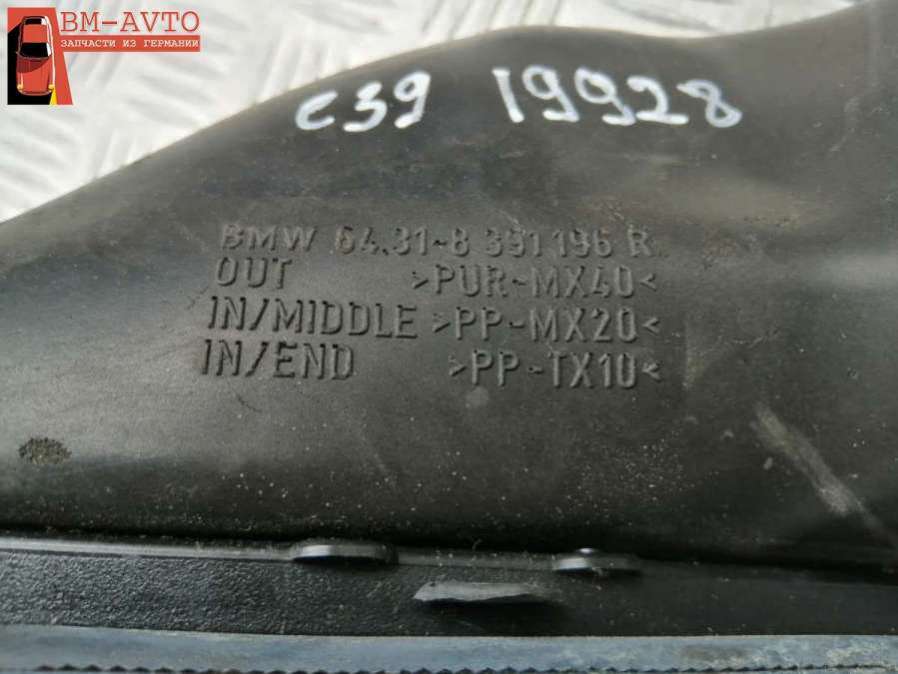 BM-AVTO
ЗАПЧАСТИ ИЗ ГЕРМАНИИ
c39 19928
BMW 64.31-8 391 196 R
OUT >PUR-MX40<
IN/MIDDLE >PP-MX20<
IN/END >PP-TX10<